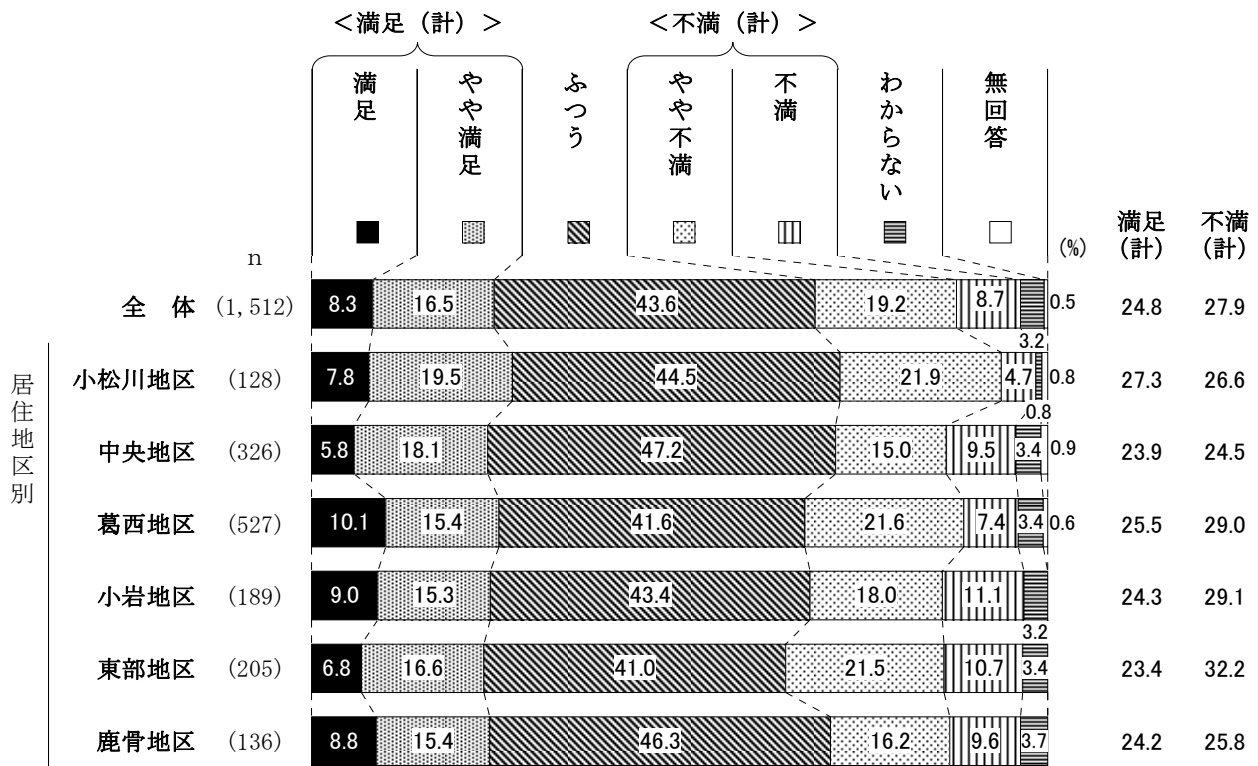 ＜満足（計）＞ ＜不満（計）＞
満足 やや満足 ふつう やや不満 不満 わからない 無回答
n (%) 満足（計） 不満（計）
全体 (1,512) 8.3 16.5 43.6 19.2 8.7 3.2 0.5 24.8 27.9
居住地区別
小松川地区 (128) 7.8 19.5 44.5 21.9 4.7 0.8 0.8 27.3 26.6
中央地区 (326) 5.8 18.1 47.2 15.0 9.5 3.4 0.9 23.9 24.5
葛西地区 (527) 10.1 15.4 41.6 21.6 7.4 3.4 0.6 25.5 29.0
小岩地区 (189) 9.0 15.3 43.4 18.0 11.1 3.2 24.3 29.1
東部地区 (205) 6.8 16.6 41.0 21.5 10.7 3.4 23.4 32.2
鹿骨地区 (136) 8.8 15.4 46.3 16.2 9.6 3.7 24.2 25.8